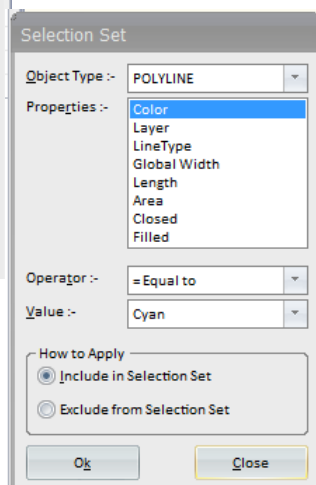 Selection Set
Object Type :- POLYLINE
Properties :- Color
Layer
LineType
Global Width
Length
Area
Closed
Filled
Operator :- =Equal to
Value :- Cyan
How to Apply
Include in Selection Set
Exclude from Selection Set
Ok Close